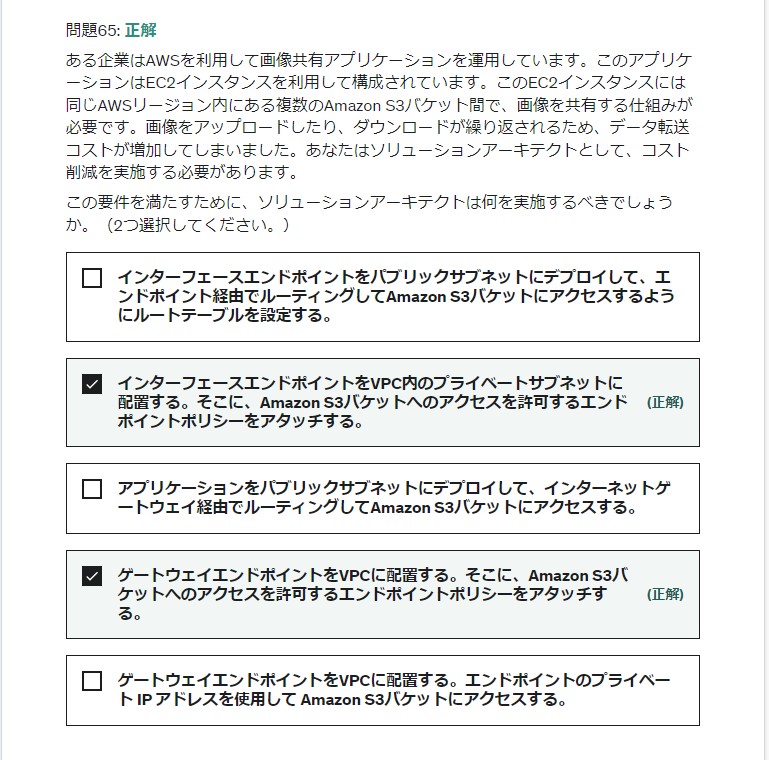 問題65: 正解
ある企業はAWSを利用して画像共有アプリケーションを運用しています。このアプリケ
ーションはEC2インスタンスを利用して構成されています。このEC2インスタンスには
同じAWSリージョン内にある複数のAmazon S3バケット間で、画像を共有する仕組みが
必要です。画像をアップロードしたり、ダウンロードが繰り返されるため、データ転送
コストが増加してしまいました。あなたはソリューションアーキテクトとして、コスト
削減を実施する必要があります。
この要件を満たすために、ソリューションアーキテクトは何を実施するべきでしょう
か。（2つ選択してください。）
インターフェースエンドポイントをパブリックサブネットにデプロイして、エ
ンドポイント経由でルーティングしてAmazon S3バケットにアクセスするよう
にルートテーブルを設定する。
インターフェースエンドポイントをVPC内のプライベートサブネットに
配置する。そこに、Amazon S3バケットへのアクセスを許可するエンド
ポイントポリシーをアタッチする。
(正解)
アプリケーションをパブリックサブネットにデプロイして、インターネットゲ
ートウェイ経由でルーティングしてAmazon S3バケットにアクセスする。
ゲートウェイエンドポイントをVPCに配置する。そこに、Amazon S3バ
ケットへのアクセスを許可するエンドポイントポリシーをアタッチす
る。
(正解)
ゲートウェイエンドポイントをVPCに配置する。エンドポイントのプライベー
ト IP アドレスを使用して Amazon S3バケットにアクセスする。